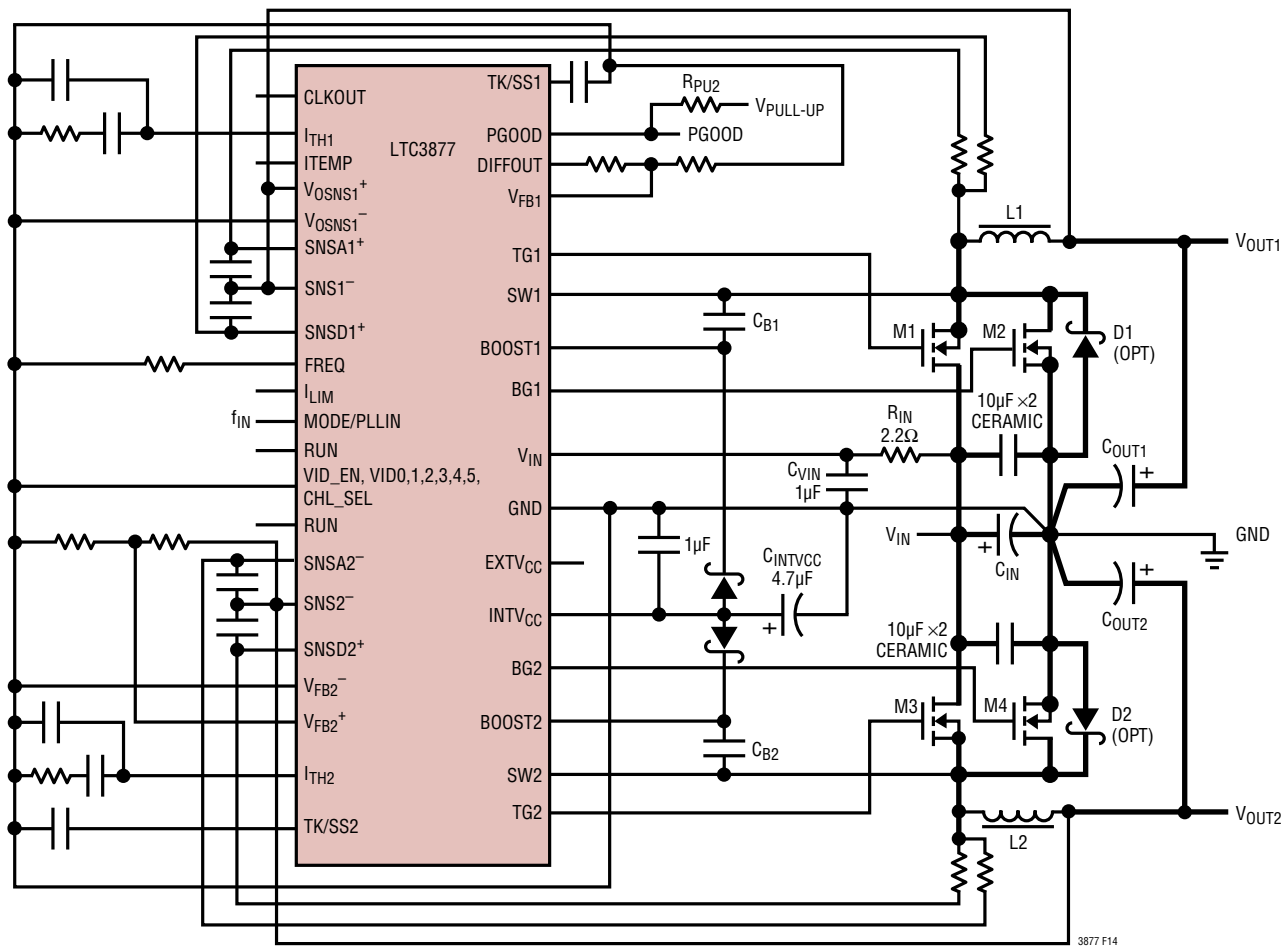 LTC3877
CLKOUT
ITH1
ITEMP
VOSNS1+
VOSNS1–
SNSA1+
SNS1–
SNSD1+
FREQ
ILIM
fIN
MODE/PLLIN
RUN
VID_EN, VID0,1,2,3,4,5,
CHL_SEL
RUN
SNSA2–
SNS2–
SNSD2+
VFB2–
VFB2+
ITH2
TK/SS2
TK/SS1
PGOOD
DIFFOUT
VFB1
TG1
SW1
BOOST1
BG1
VIN
GND
EXTVCC
INTVCC
BG2
BOOST2
SW2
TG2
RPU2
VPULL-UP
PGOOD
L1
VOUT1
CB1
M1
M2
D1
(OPT)
10µF ×2
CERAMIC
RIN
2.2Ω
CVIN
1µF
COUT1
+
1µF
VIN
+
CIN
GND
CINTVCC
4.7µF
+
+
COUT2
10µF ×2
CERAMIC
M3
M4
D2
(OPT)
CB2
VOUT2
L2
3877 F14